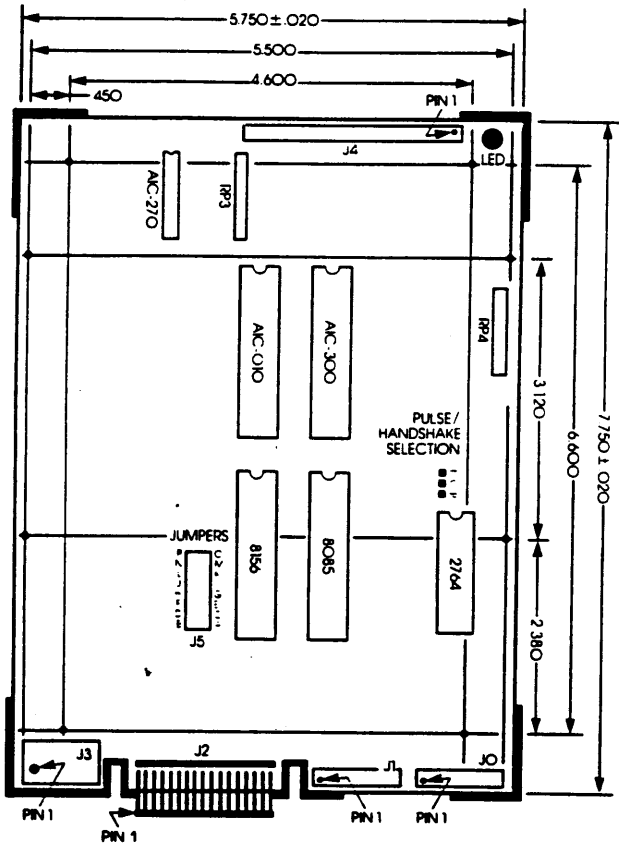 5.750 ± .020
5.500
4.600
450
PIN 1
J4
LED
AIC-270
RP3
AIC-010
AIC-300
RP4
3.120
6.600
7.750 ± .020
PULSE/
HANDSHAKE
SELECTION
JUMPERS
8156
8085
2764
J5
2.380
J3
J2
J1
J0
PIN 1
PIN 1
PIN 1
PIN 1